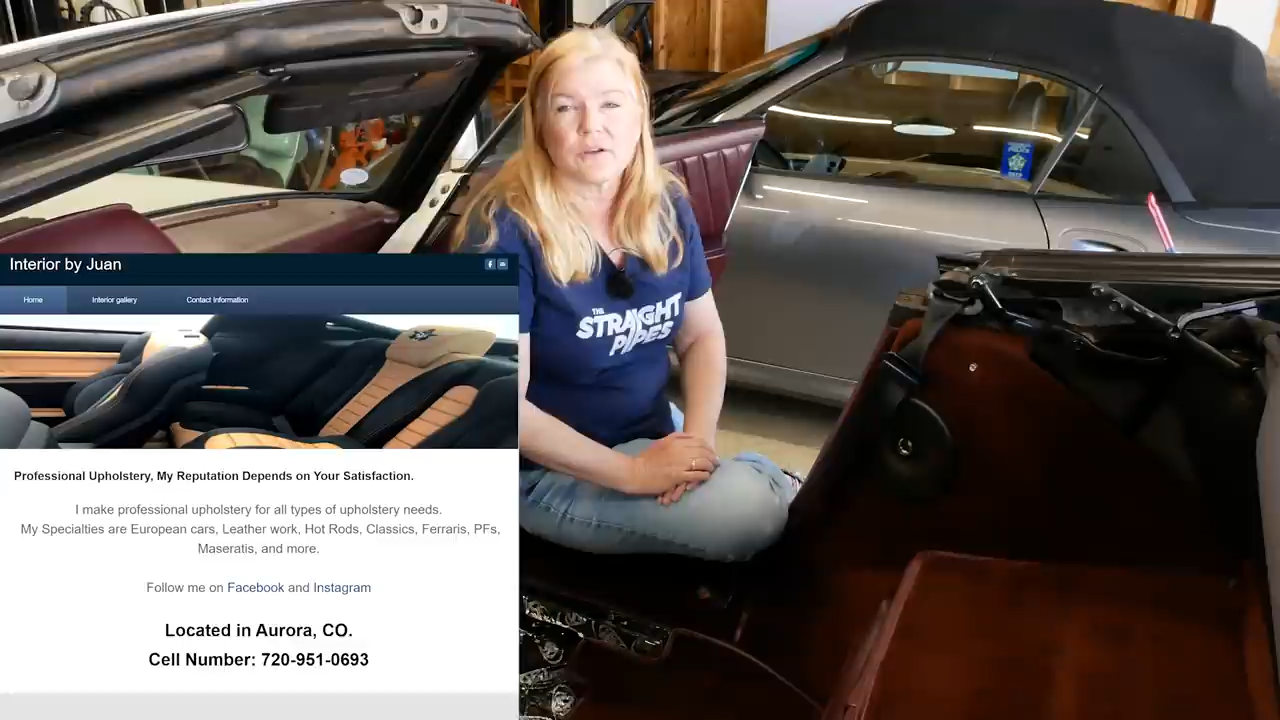 Interior by Juan
Home
Interior gallery
Contact Information
Professional Upholstery, My Reputation Depends on Your Satisfaction.
I make professional upholstery for all types of upholstery needs.
My Specialties are European cars, Leather work, Hot Rods, Classics, Ferraris, PFs,
Maseratis, and more.
Follow me on Facebook and Instagram
Located in Aurora, CO.
Cell Number: 720-951-0693
THE
STRAIGHT
PIPES